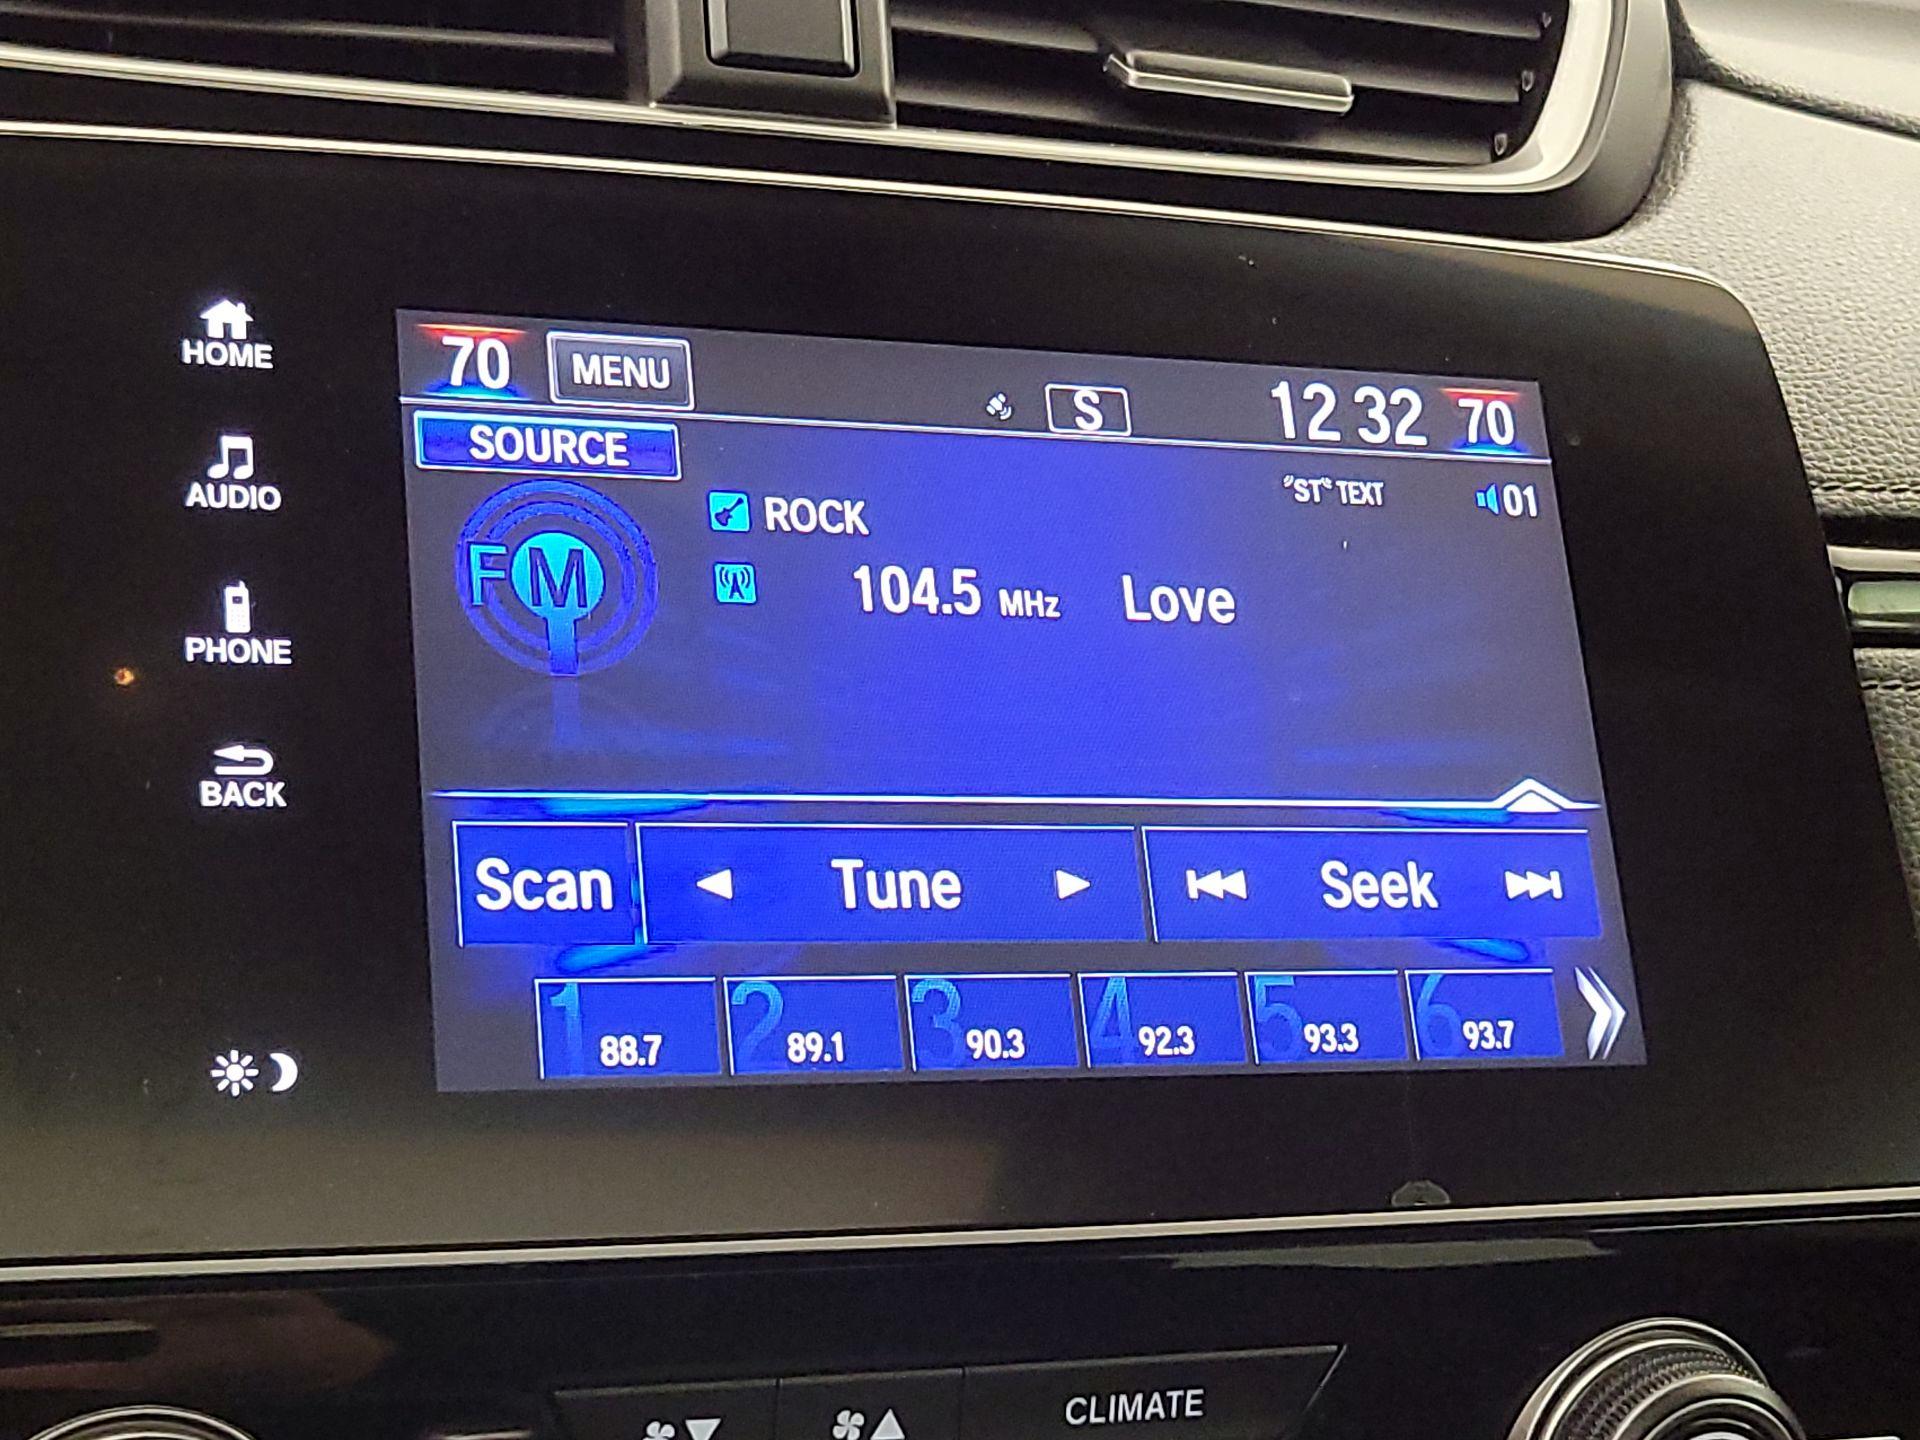 HOME
AUDIO
PHONE
BACK
70 MENU S 12 32 70
SOURCE
"ST" TEXT 01
FM
ROCK
104.5 MHz Love
Scan Tune Seek
1 88.7 2 89.1 3 90.3 4 92.3 5 93.3 6 93.7
CLIMATE